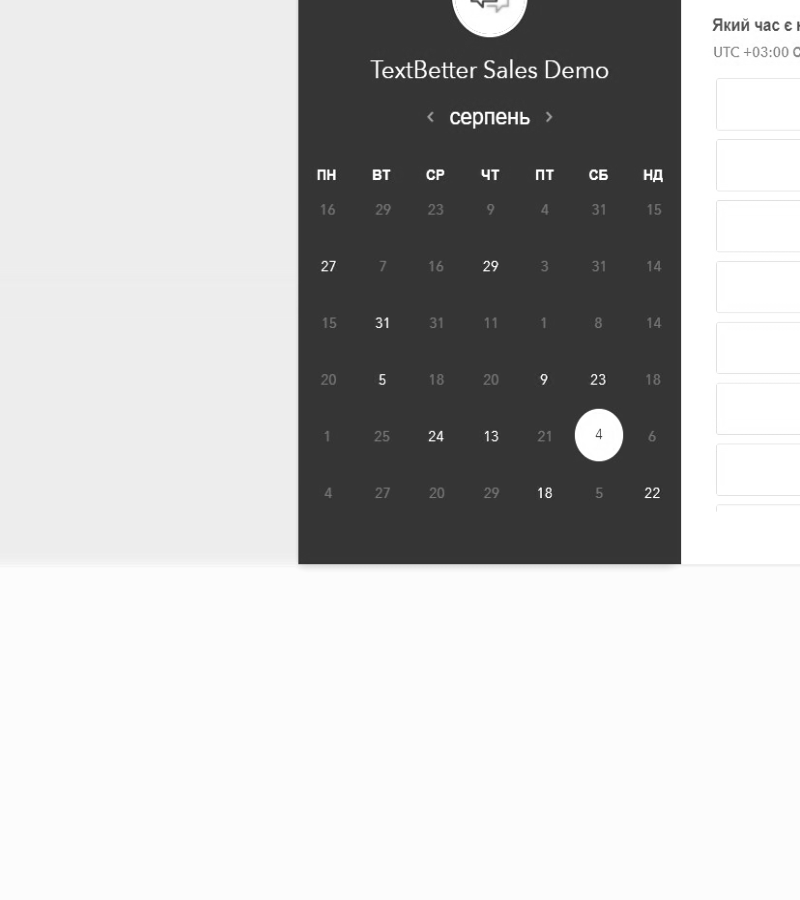 TextBetter Sales Demo
серпень
ПН ВТ СР ЧТ ПТ СБ НД
16 29 23 9 4 31 15
27 7 16 29 3 31 14
15 31 31 11 1 8 14
20 5 18 20 9 23 18
1 25 24 13 21 4 6
4 27 20 29 18 5 22
Який час є
UTC +03:00